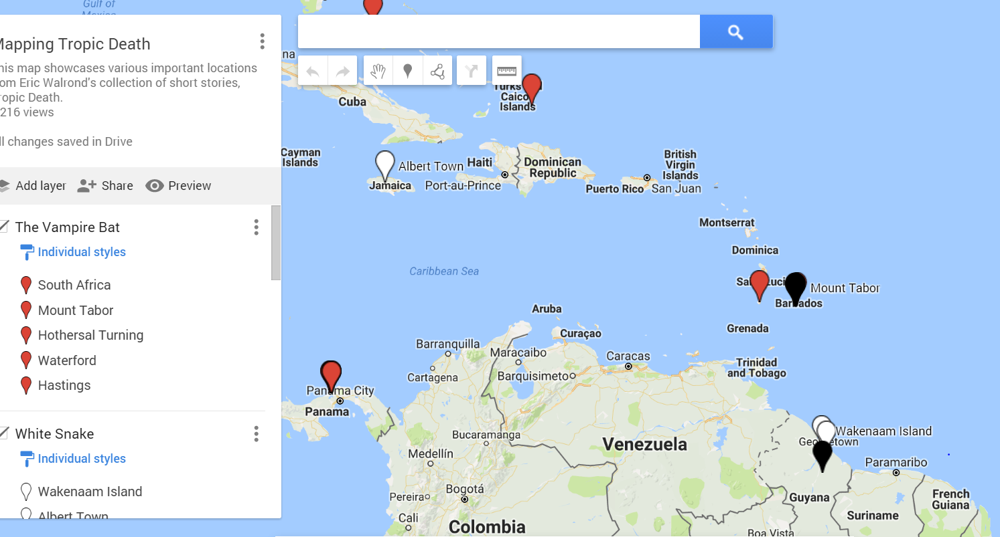 Gulf of
Mexico
Mapping Tropic Death
his map showcases various important locations
om Eric Walrond's collection of short stories,
ropic Death.
216 views
ll changes saved in Drive
Add layer
Share
Preview
The Vampire Bat
Individual styles
South Africa
Mount Tabor
Hothersal Turning
Waterford
Hastings
White Snake
Individual styles
Wakenaam Island
Albert Town
na
Cuba
Turks
Caico
Islands
Cayman
Islands
Albert Town
Jamaica
Haiti
Port-au-Prince
Dominican
Republic
Puerto Rico
San Juan
British
Virgin
Islands
Montserrat
Dominica
Caribbean Sea
Mount Tabor
Barbados
Grenada
Aruba
Curaçao
Barranquilla
Maracaibo
Caracas
Cartagena
Barquisimeto
Trinidad
and Tobago
Panama City
Panama
Bucaramanga
Medellín
Venezuela
Wakenaam Island
Georgetown
Paramaribo
Bogotá
Pereira
Guyana
French
Guiana
Suriname
Cali
Colombia
Boa Vista